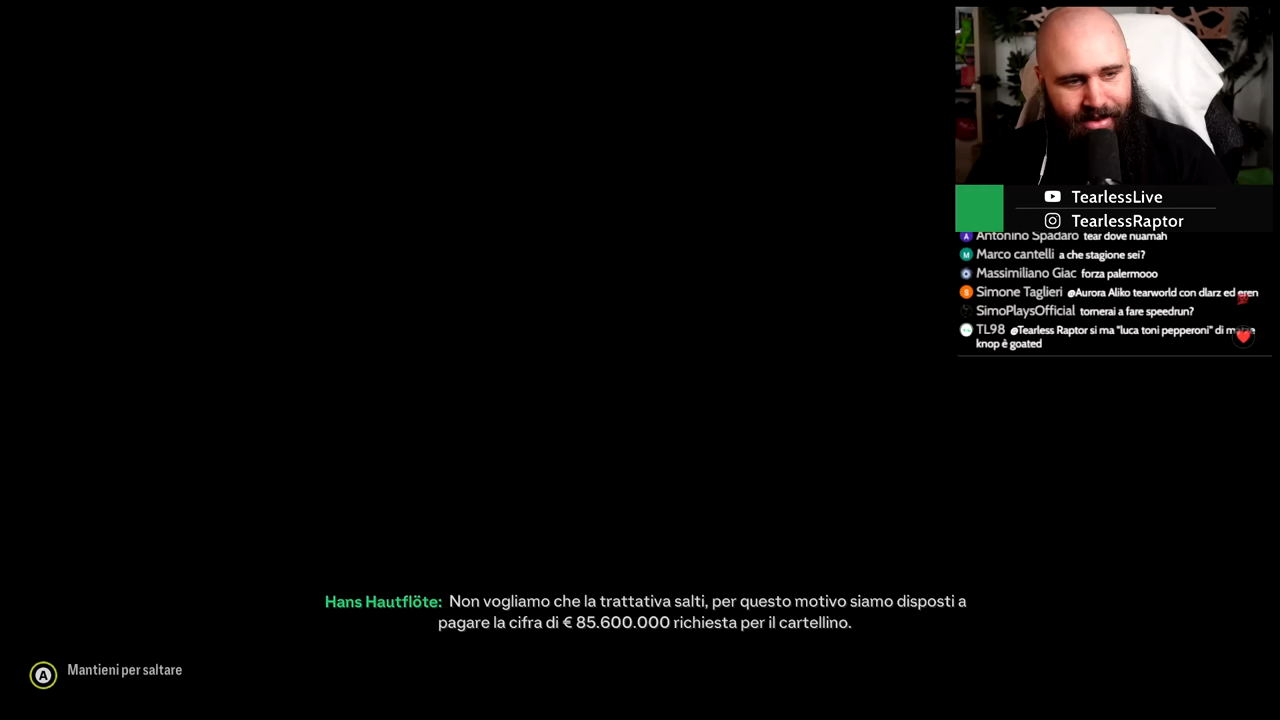 TearlessLive
TearlessRaptor
Antonino Spadaro tear dove nuamah
Marco cantelli a che stagione sei?
Massimiliano Giac forza palermooo
Simone Taglieri @Aurora Aliko tearworld con dlarz ed eren
SimoPlaysOfficial tornerai a fare speedrun?
TL98 @Tearless Raptor si ma "luca toni pepperoni" di
knop è goated
Hans Hautflöte: Non vogliamo che la trattativa salti, per questo motivo siamo disposti a
pagare la cifra di € 85.600.000 richiesta per il cartellino.
A Mantieni per saltare